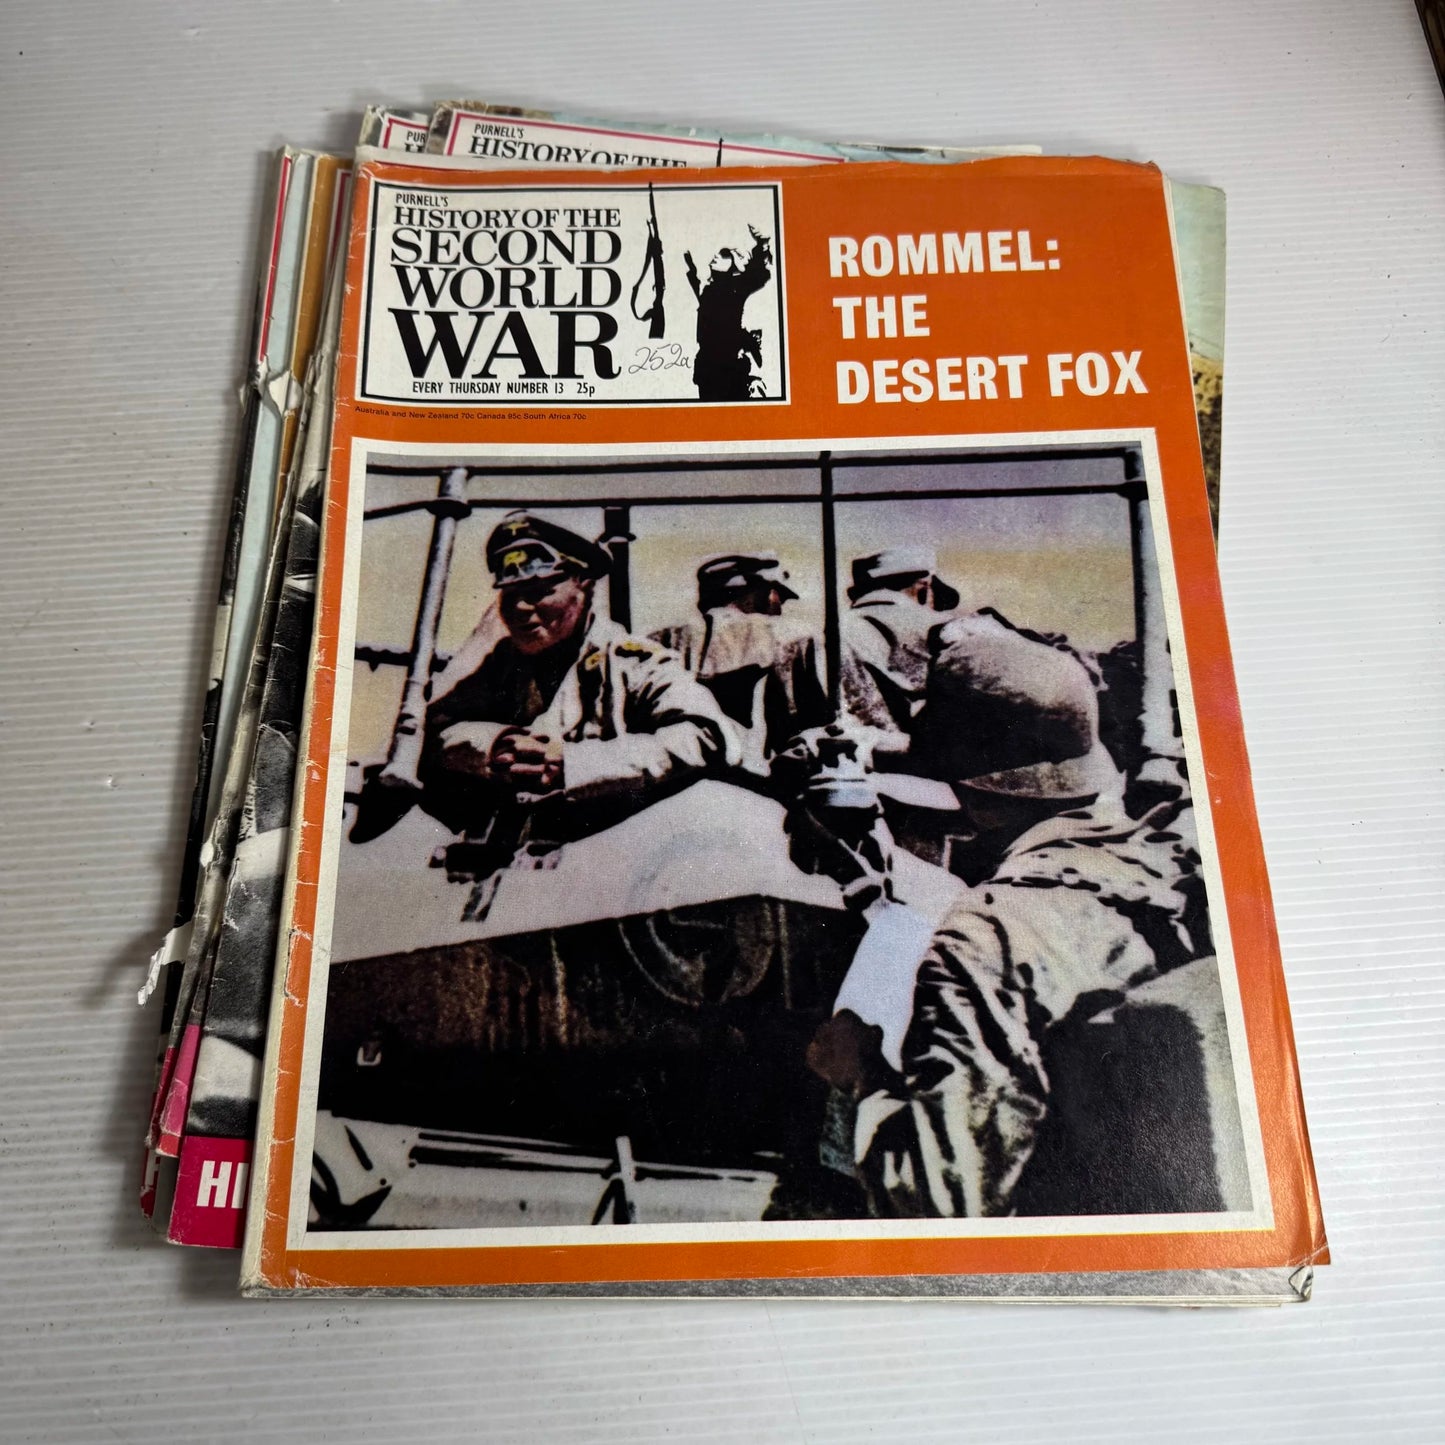 PURNELL'S
HISTORY OF THE
PURNELL'S
HISTORY OF THE
SECOND
WORLD
WAR
252a
EVERY THURSDAY NUMBER 13 25p
Australia and New Zealand 70c Canada 95c South Africa 70c
ROMMEL:
THE
DESERT FOX